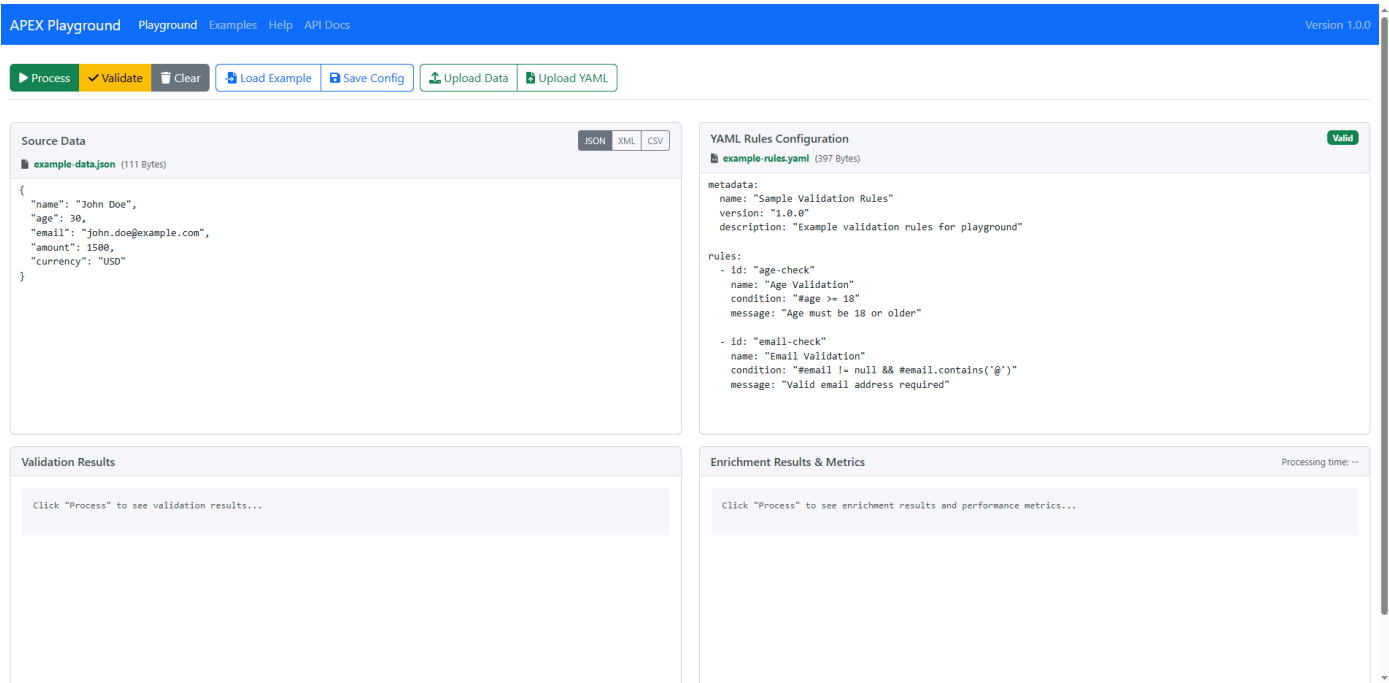 APEX Playground Playground Examples Help API Docs Version 1.0.0
Process Validate Clear Load Example Save Config Upload Data Upload YAML
Source Data JSON XML CSV
example-data.json (111 Bytes)
{
  "name": "John Doe",
  "age": 30,
  "email": "john.doe@example.com",
  "amount": 1500,
  "currency": "USD"
}
YAML Rules Configuration Valid
example-rules.yaml (397 Bytes)
metadata:
  name: "Sample Validation Rules"
  version: "1.0.0"
  description: "Example validation rules for playground"
rules:
  - id: "age-check"
    name: "Age Validation"
    condition: "#age >= 18"
    message: "Age must be 18 or older"
  - id: "email-check"
    name: "Email Validation"
    condition: "#email != null && #email.contains('@')"
    message: "Valid email address required"
Validation Results
Click "Process" to see validation results...
Enrichment Results & Metrics Processing time: --
Click "Process" to see enrichment results and performance metrics...